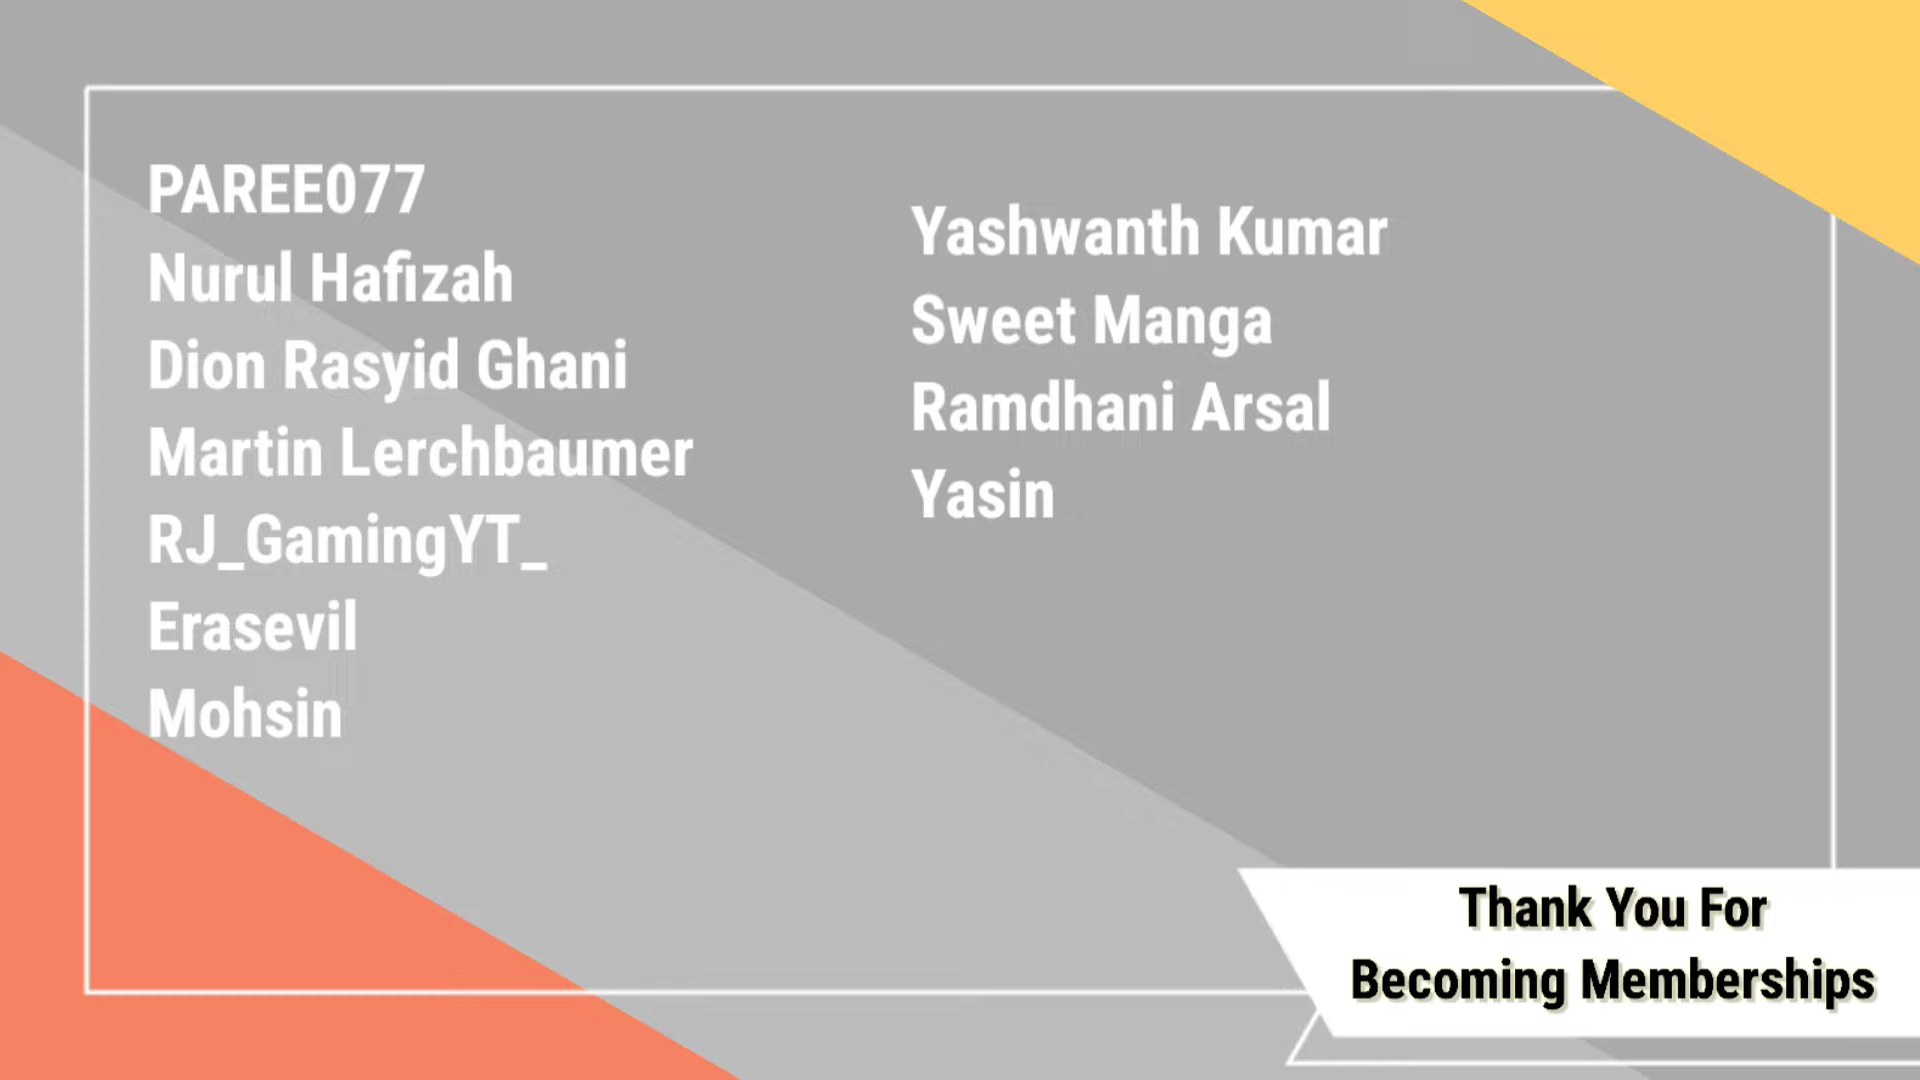 PAREE077
Nurul Hafizah
Dion Rasyid Ghani
Martin Lerchbaumer
RJ_GamingYT_
Erasevil
Mohsin
Yashwanth Kumar
Sweet Manga
Ramdhani Arsal
Yasin
Thank You For
Becoming Memberships